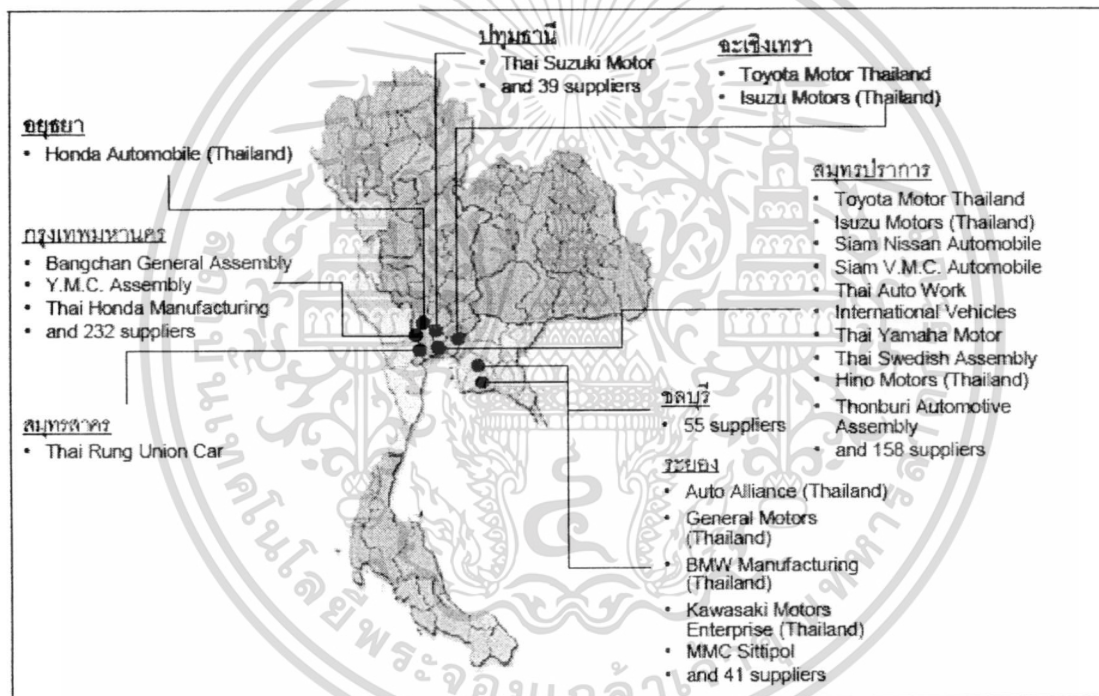 ปทุมธานี
• Thai Suzuki Motor
• and 39 suppliers
ฉะเชิงเทรา
• Toyota Motor Thailand
• Isuzu Motors (Thailand)
อยุธยา
• Honda Automobile (Thailand)
กรุงเทพมหานคร
• Bangchan General Assembly
• Y.M.C. Assembly
• Thai Honda Manufacturing
• and 232 suppliers
สมุทรสาคร
• Thai Rung Union Car
สมุทรปราการ
• Toyota Motor Thailand
• Isuzu Motors (Thailand)
• Siam Nissan Automobile
• Siam V.M.C. Automobile
• Thai Auto Work
• International Vehicles
• Thai Yamaha Motor
• Thai Swedish Assembly
• Hino Motors (Thailand)
• Thonburi Automotive
Assembly
• and 158 suppliers
ชลบุรี
• 55 suppliers
ระยอง
• Auto Alliance (Thailand)
• General Motors
(Thailand)
• BMW Manufacturing
(Thailand)
• Kawasaki Motors
Enterprise (Thailand)
• MMC Sittipol
• and 41 suppliers